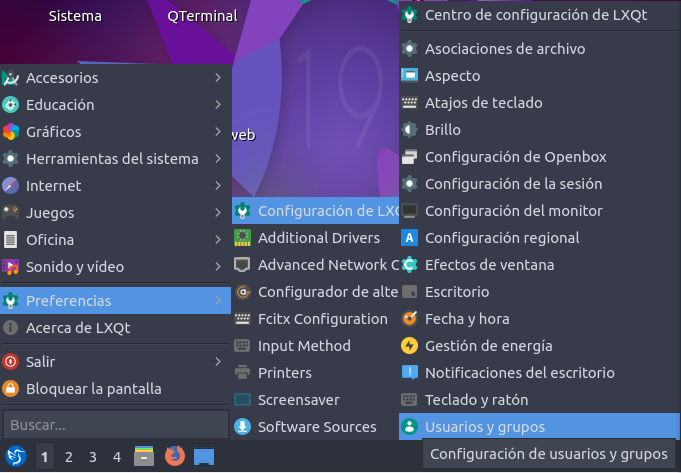 Sistema
QTerminal
19
web
Accesorios
Educación
Gráficos
Herramientas del sistema
Internet
Juegos
Oficina
Sonido y vídeo
Preferencias
Acerca de LXQt
Salir
Bloquear la pantalla
Buscar...
1 2 3 4
Configuración de LXQ
Additional Drivers
Advanced Network C
Configurador de alte
Fcitx Configuration
Input Method
Printers
Screensaver
Software Sources
Centro de configuración de LXQt
Asociaciones de archivo
Aspecto
Atajos de teclado
Brillo
Configuración de Openbox
Configuración de la sesión
Configuración del monitor
Configuración regional
Efectos de ventana
Escritorio
Fecha y hora
Gestión de energía
Notificaciones del escritorio
Teclado y ratón
Usuarios y grupos
Configuración de usuarios y grupos